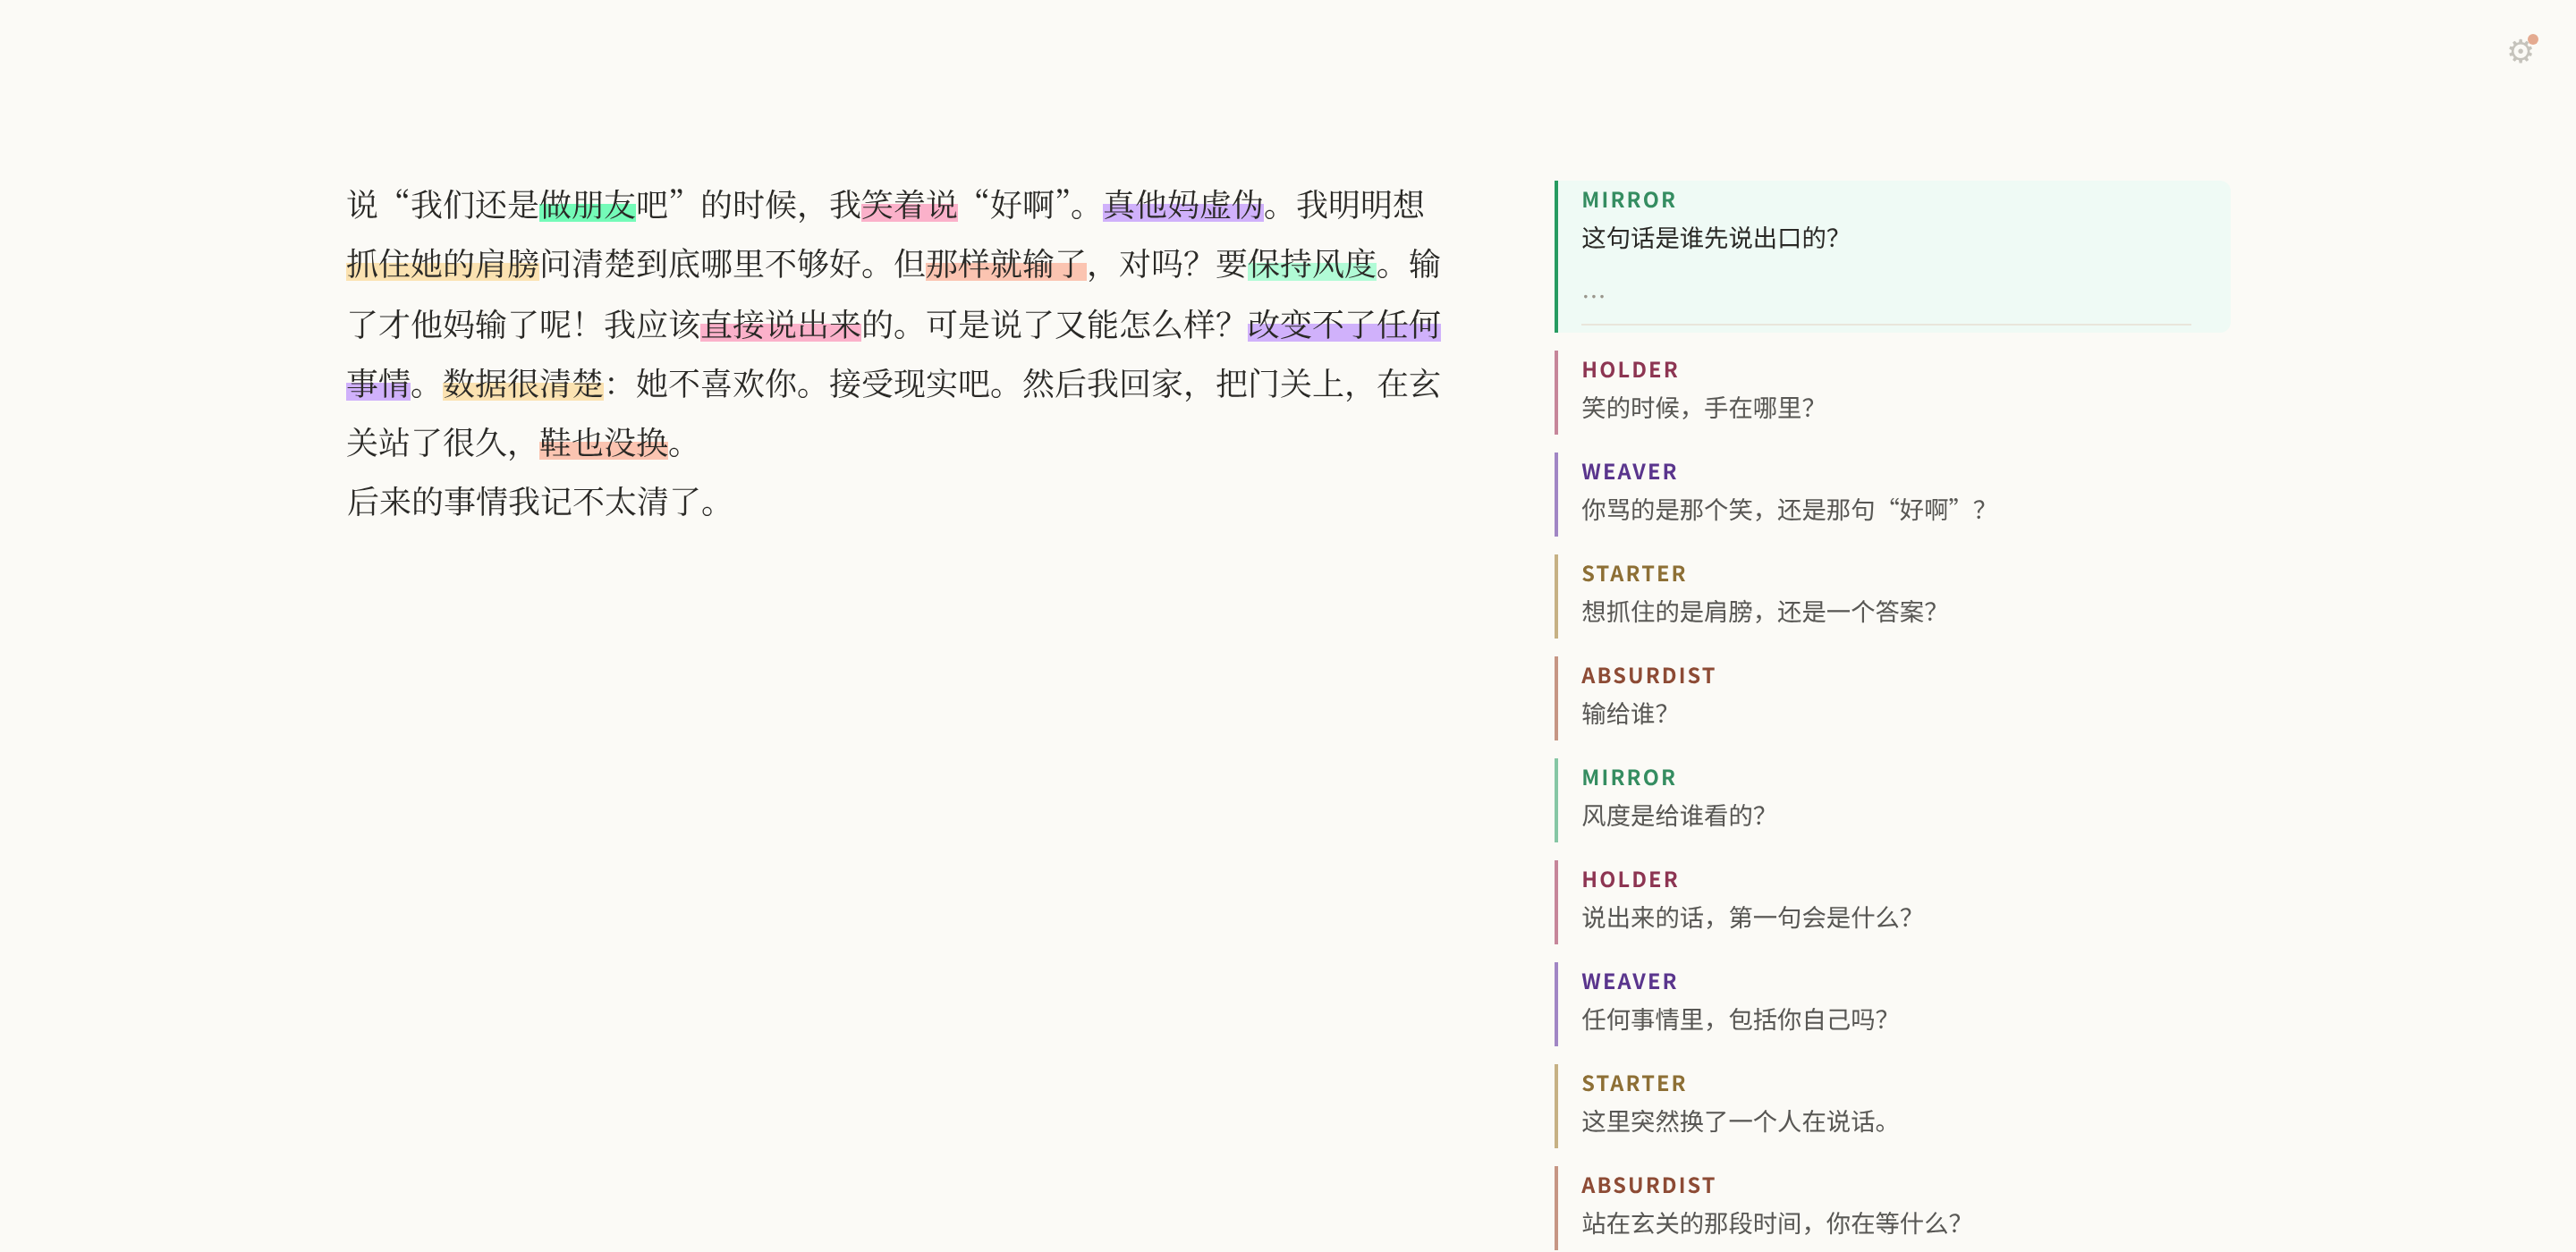 说“我们还是做朋友吧”的时候，我笑着说“好啊”。真他妈虚伪。我明明想
抓住她的肩膀问清楚到底哪里不够好。但那样就输了，对吗？要保持风度。输
了才他妈输了呢！我应该直接说出来的。可是说了又能怎么样？改变不了任何
事情。数据很清楚：她不喜欢你。接受现实吧。然后我回家，把门关上，在玄
关站了很久，鞋也没换。
后来的事情我记不太清了。
MIRROR
这句话是谁先说出口的？
…
HOLDER
笑的时候，手在哪里？
WEAVER
你骂的是那个笑，还是那句“好啊”？
STARTER
想抓住的是肩膀，还是一个答案？
ABSURDIST
输给谁？
MIRROR
风度是给谁看的？
HOLDER
说出来的话，第一句会是什么？
WEAVER
任何事情里，包括你自己吗？
STARTER
这里突然换了一个人在说话。
ABSURDIST
站在玄关的那段时间，你在等什么？